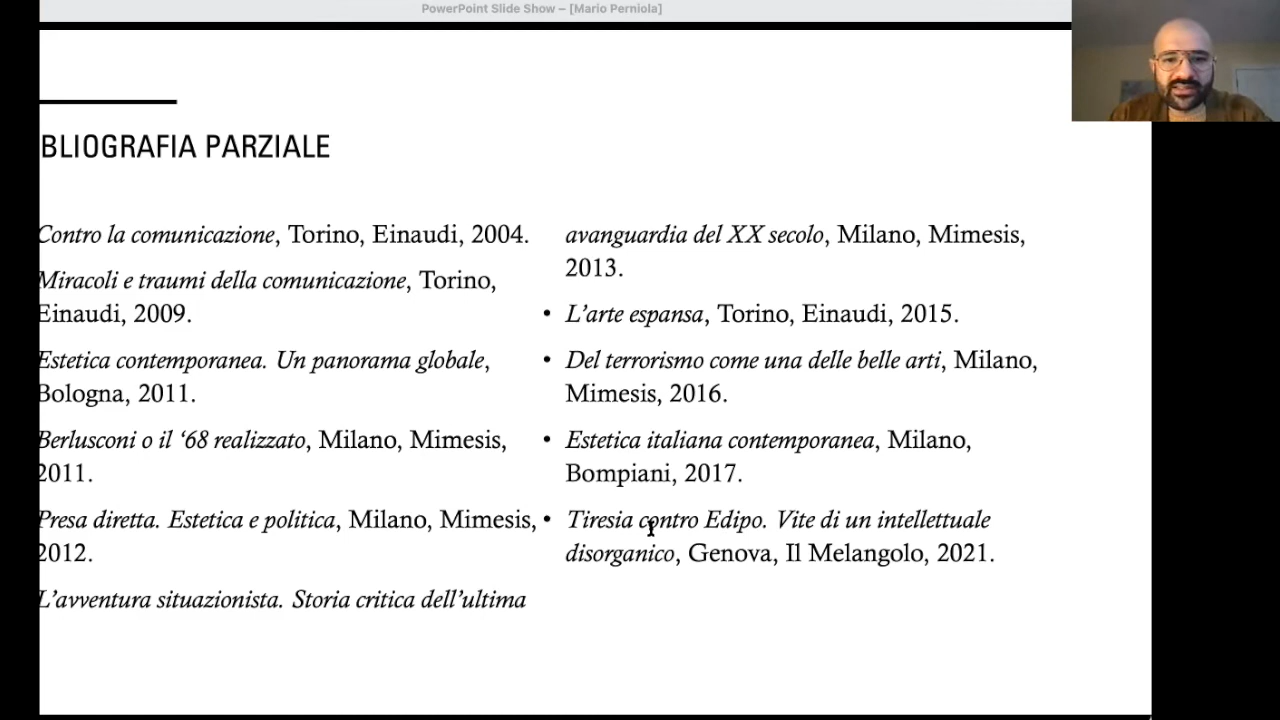 PowerPoint Slide Show – [Mario Perniola]
BLIOGRAFIA PARZIALE
Contro la comunicazione, Torino, Einaudi, 2004.
Miracoli e traumi della comunicazione, Torino,
Einaudi, 2009.
Estetica contemporanea. Un panorama globale,
Bologna, 2011.
Berlusconi o il ‘68 realizzato, Milano, Mimesis,
2011.
Presa diretta. Estetica e politica, Milano, Mimesis,
2012.
L’avventura situazionista. Storia critica dell’ultima
avanguardia del XX secolo, Milano, Mimesis,
2013.
• L’arte espansa, Torino, Einaudi, 2015.
• Del terrorismo come una delle belle arti, Milano,
Mimesis, 2016.
• Estetica italiana contemporanea, Milano,
Bompiani, 2017.
• Tiresia contro Edipo. Vite di un intellettuale
disorganico, Genova, Il Melangolo, 2021.